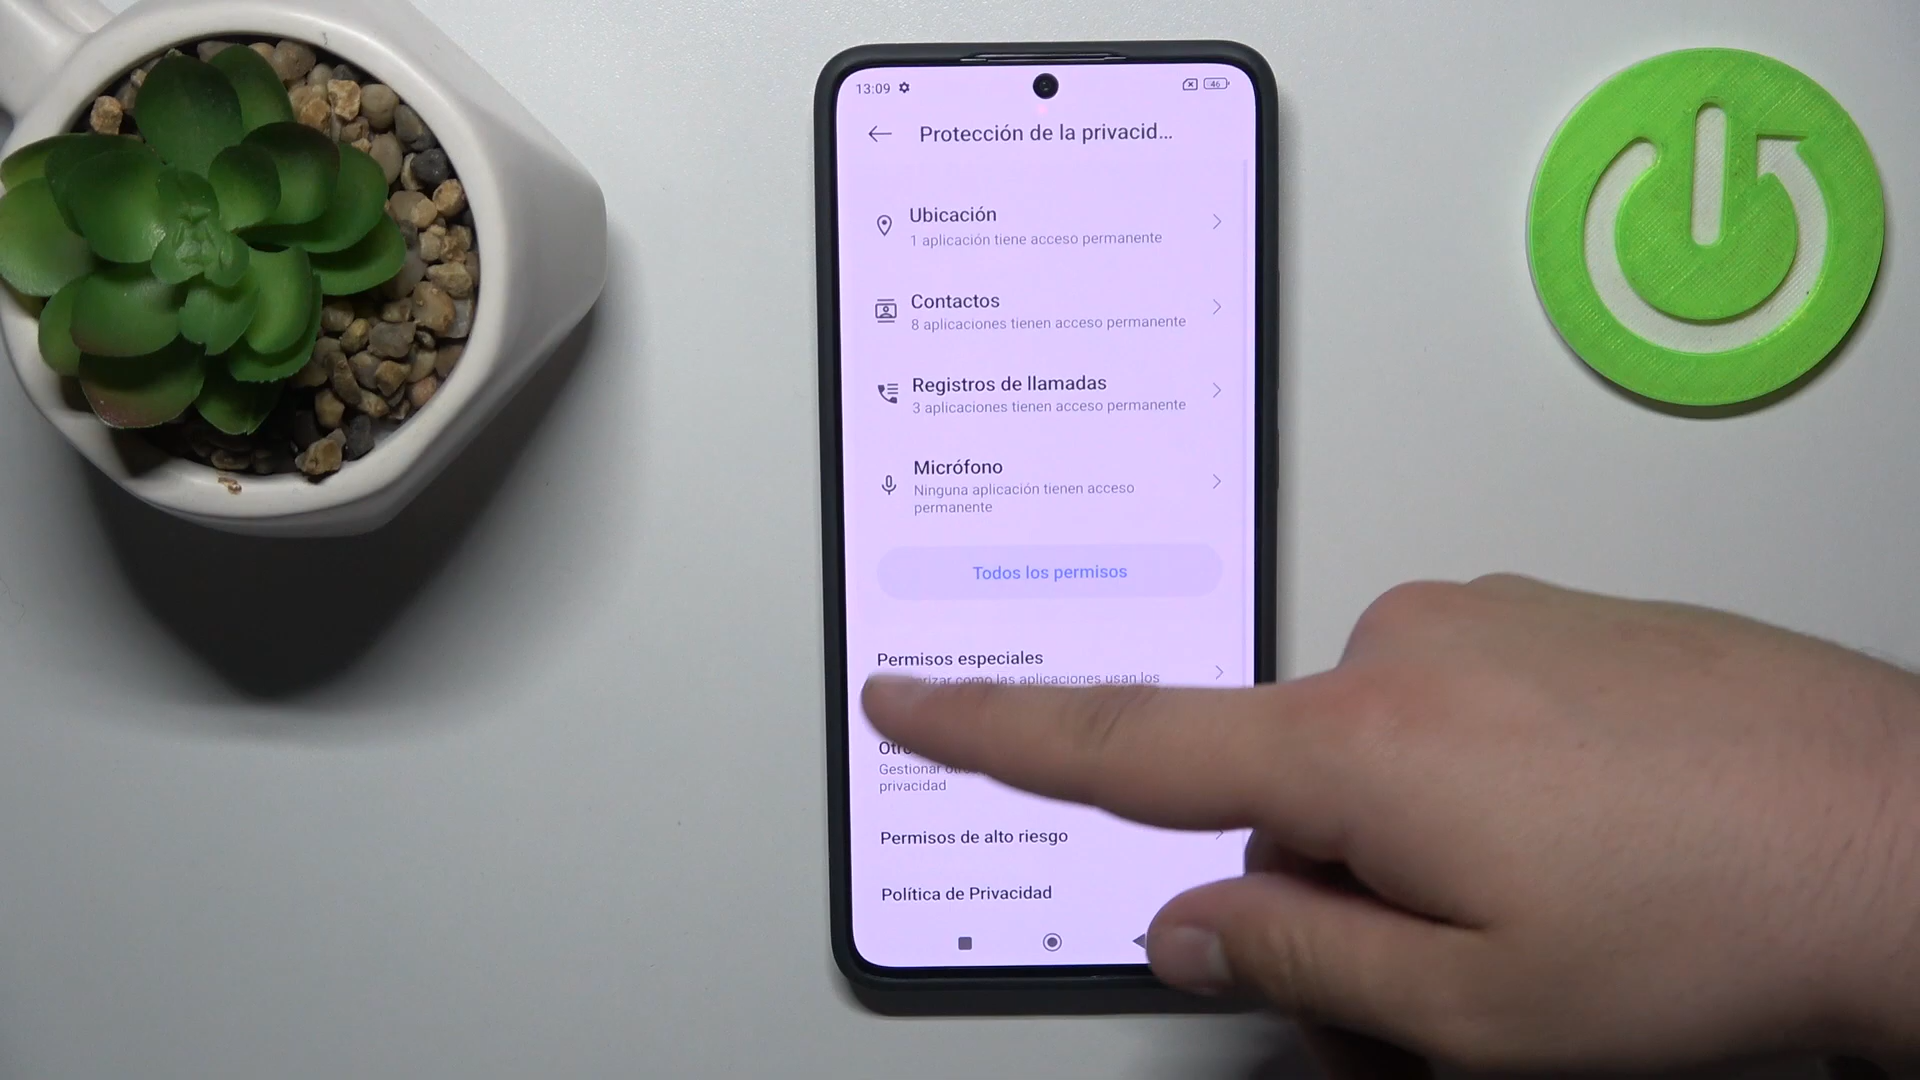 13:09
46
Protección de la privacid...
Ubicación
1 aplicación tiene acceso permanente
Contactos
8 aplicaciones tienen acceso permanente
Registros de llamadas
3 aplicaciones tienen acceso permanente
Micrófono
Ninguna aplicación tienen acceso
permanente
Todos los permisos
Permisos especiales
como las aplicaciones usan los
Gestionar
privacidad
Permisos de alto riesgo
Política de Privacidad